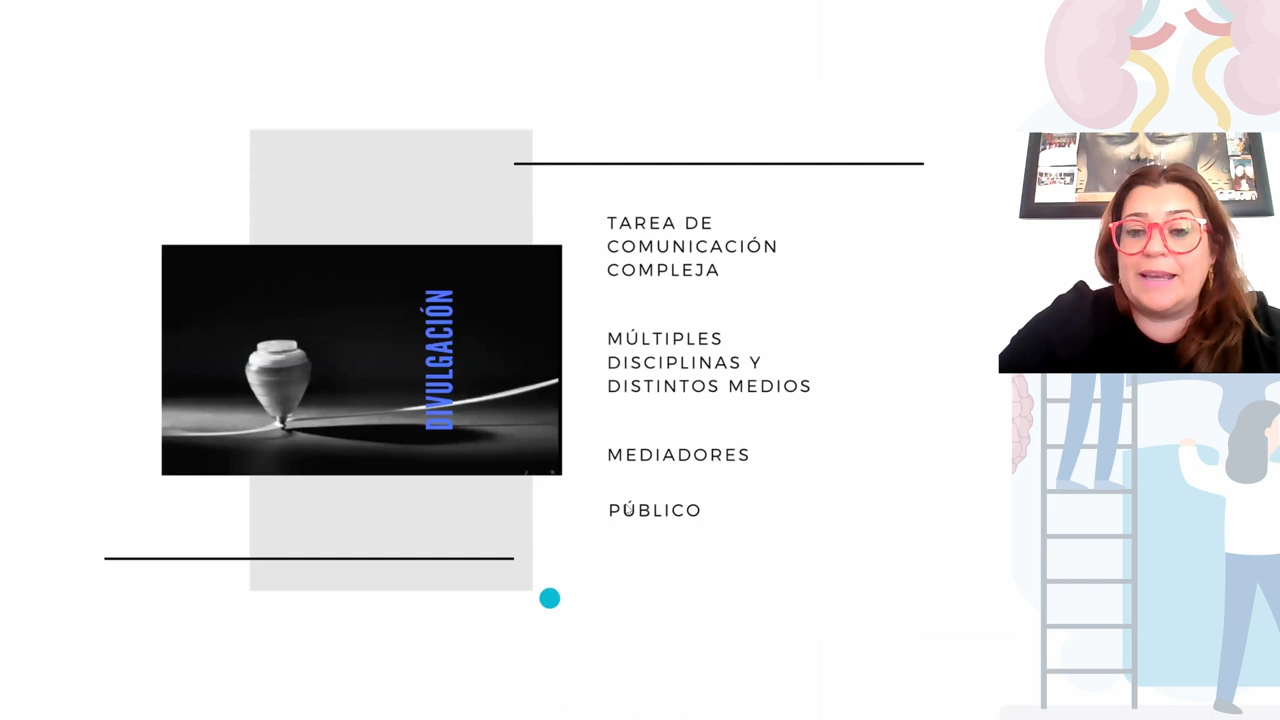 DIVULGACIÓN
TAREA DE
COMUNICACIÓN
COMPLEJA
MÚLTIPLES
DISCIPLINAS Y
DISTINTOS MEDIOS
MEDIADORES
PÚBLICO